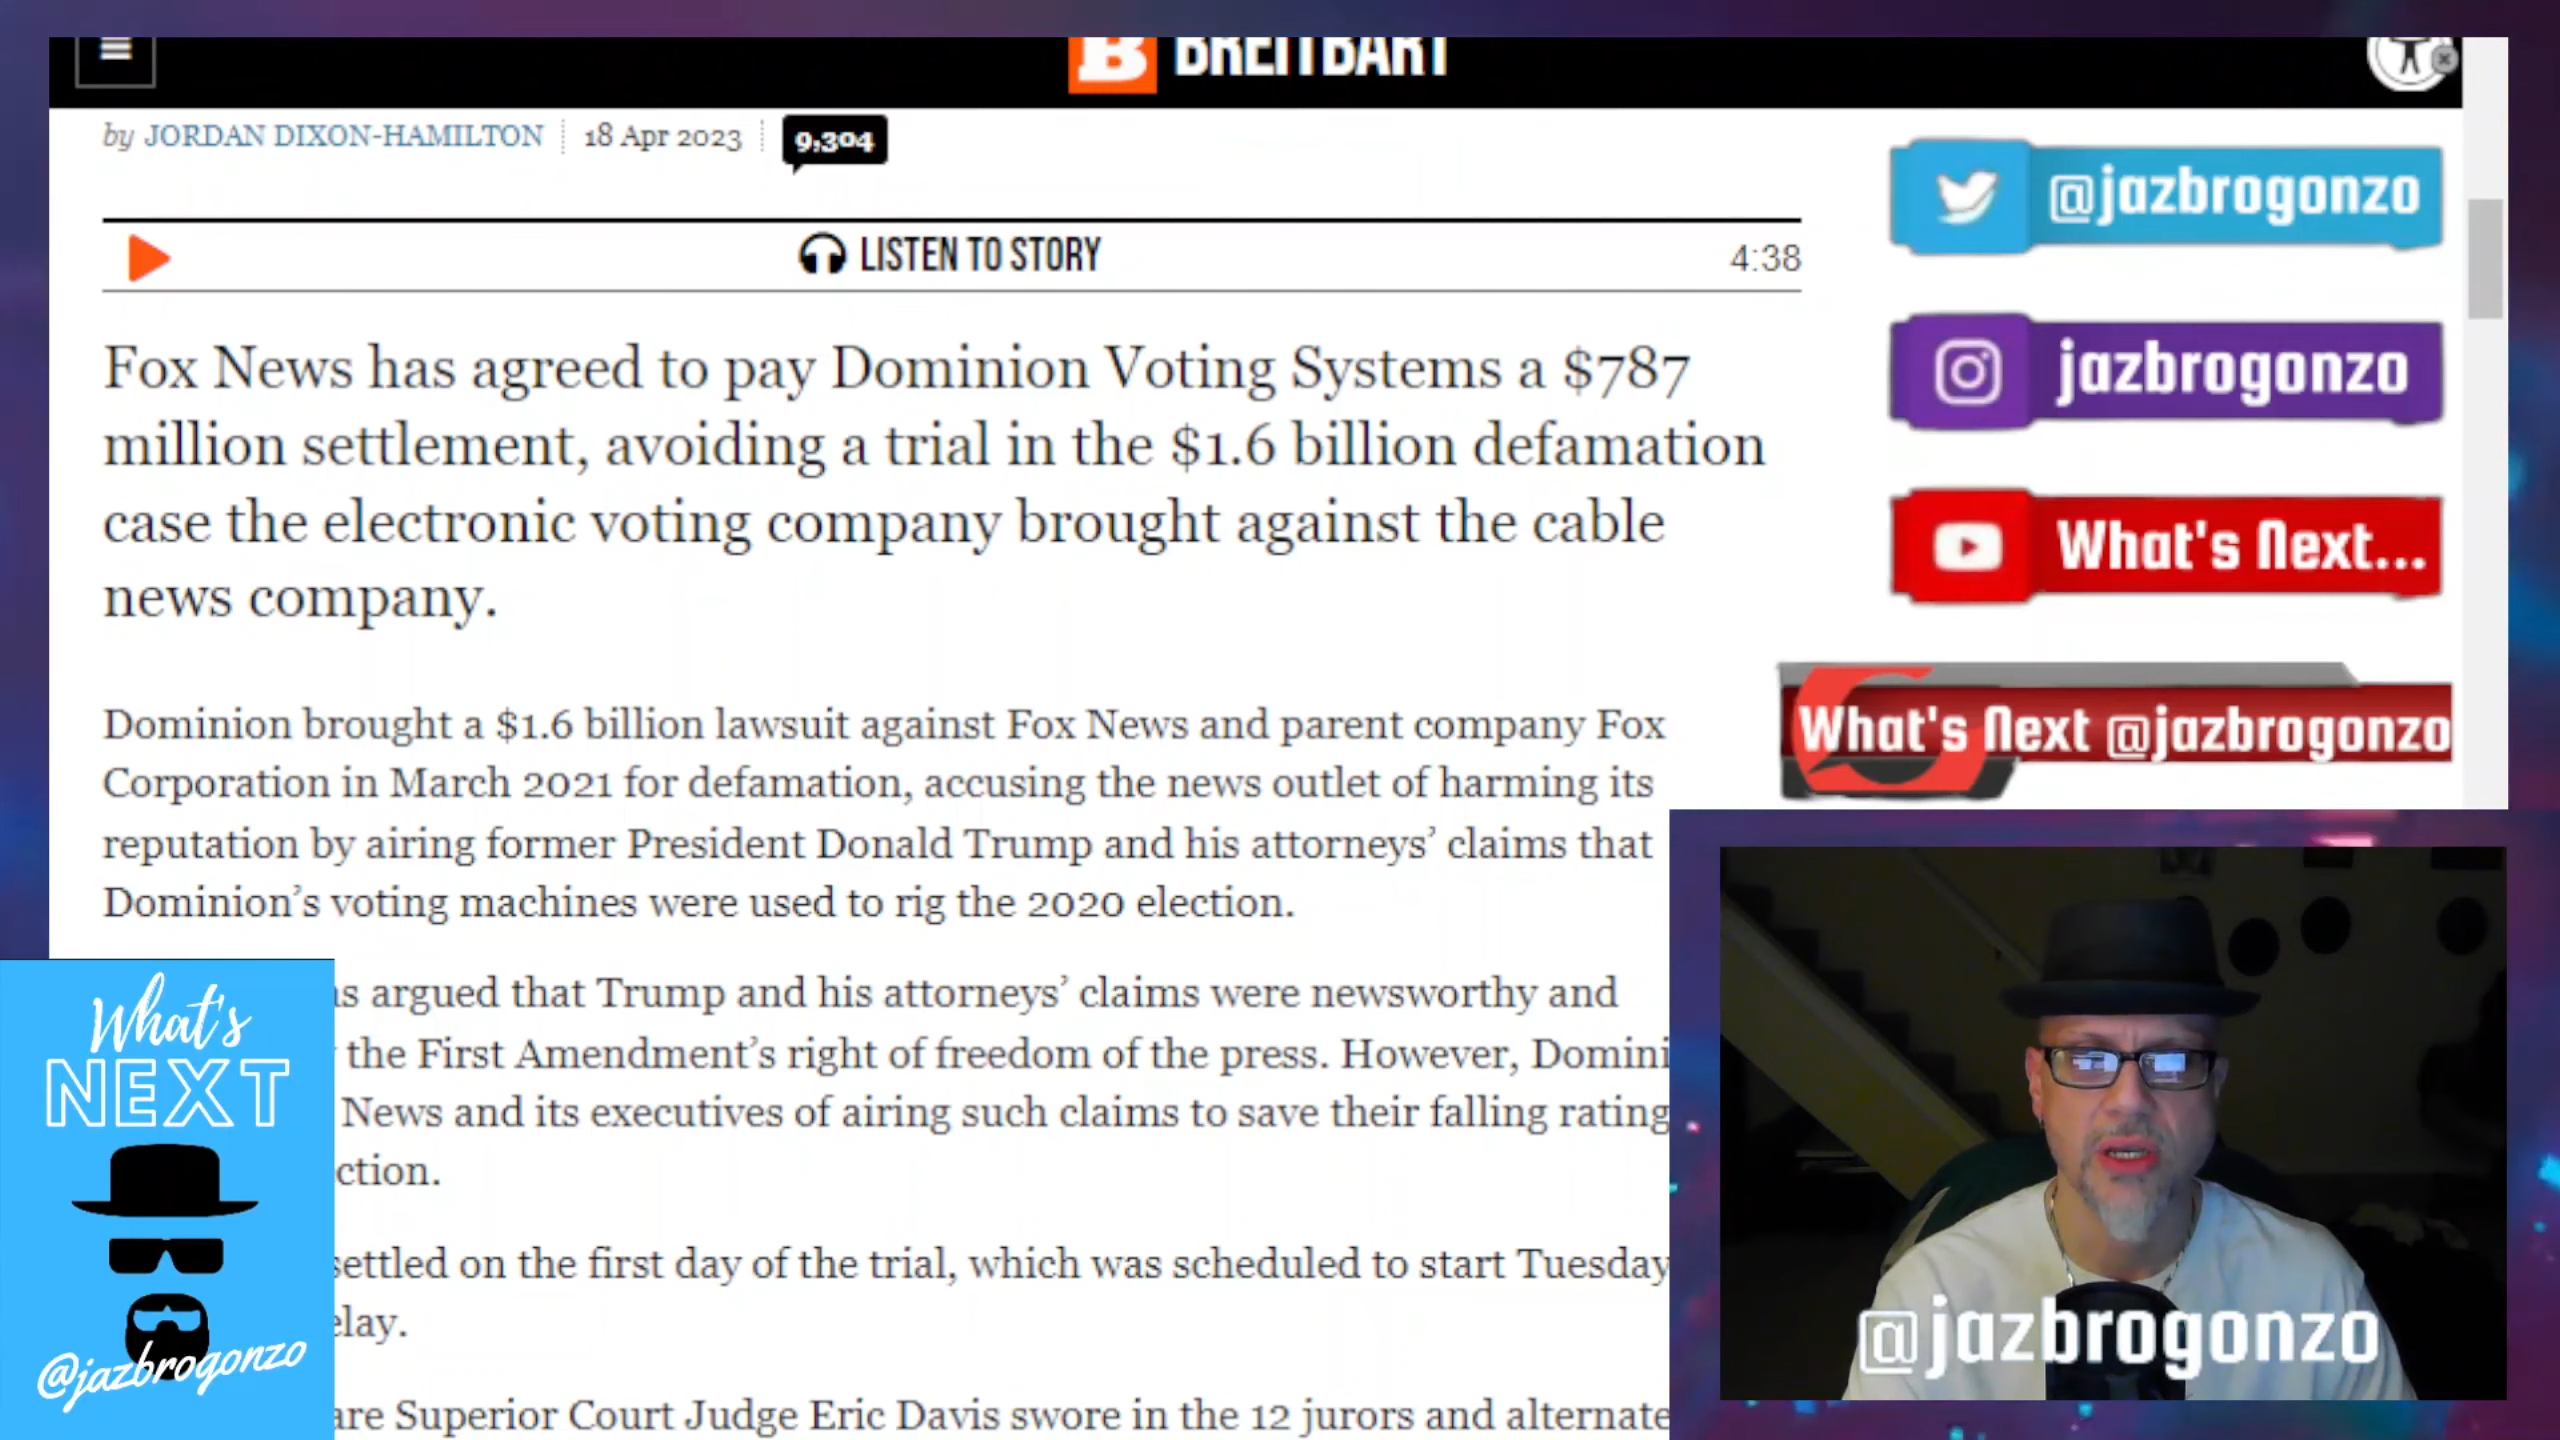 BREITBART
by JORDAN DIXON-HAMILTON 18 Apr 2023 9,304
LISTEN TO STORY 4:38
Fox News has agreed to pay Dominion Voting Systems a $787
million settlement, avoiding a trial in the $1.6 billion defamation
case the electronic voting company brought against the cable
news company.
Dominion brought a $1.6 billion lawsuit against Fox News and parent company Fox
Corporation in March 2021 for defamation, accusing the news outlet of harming its
reputation by airing former President Donald Trump and his attorneys’ claims that
Dominion’s voting machines were used to rig the 2020 election.
argued that Trump and his attorneys’ claims were newsworthy and
the First Amendment’s right of freedom of the press. However, Domini
News and its executives of airing such claims to save their falling rating
ction.
settled on the first day of the trial, which was scheduled to start Tuesday
elay.
are Superior Court Judge Eric Davis swore in the 12 jurors and alternate
@jazbrogonzo
jazbrogonzo
What's Next...
What's Next @jazbrogonzo
What's
NEXT
@jazbrogonzo
@jazbrogonzo